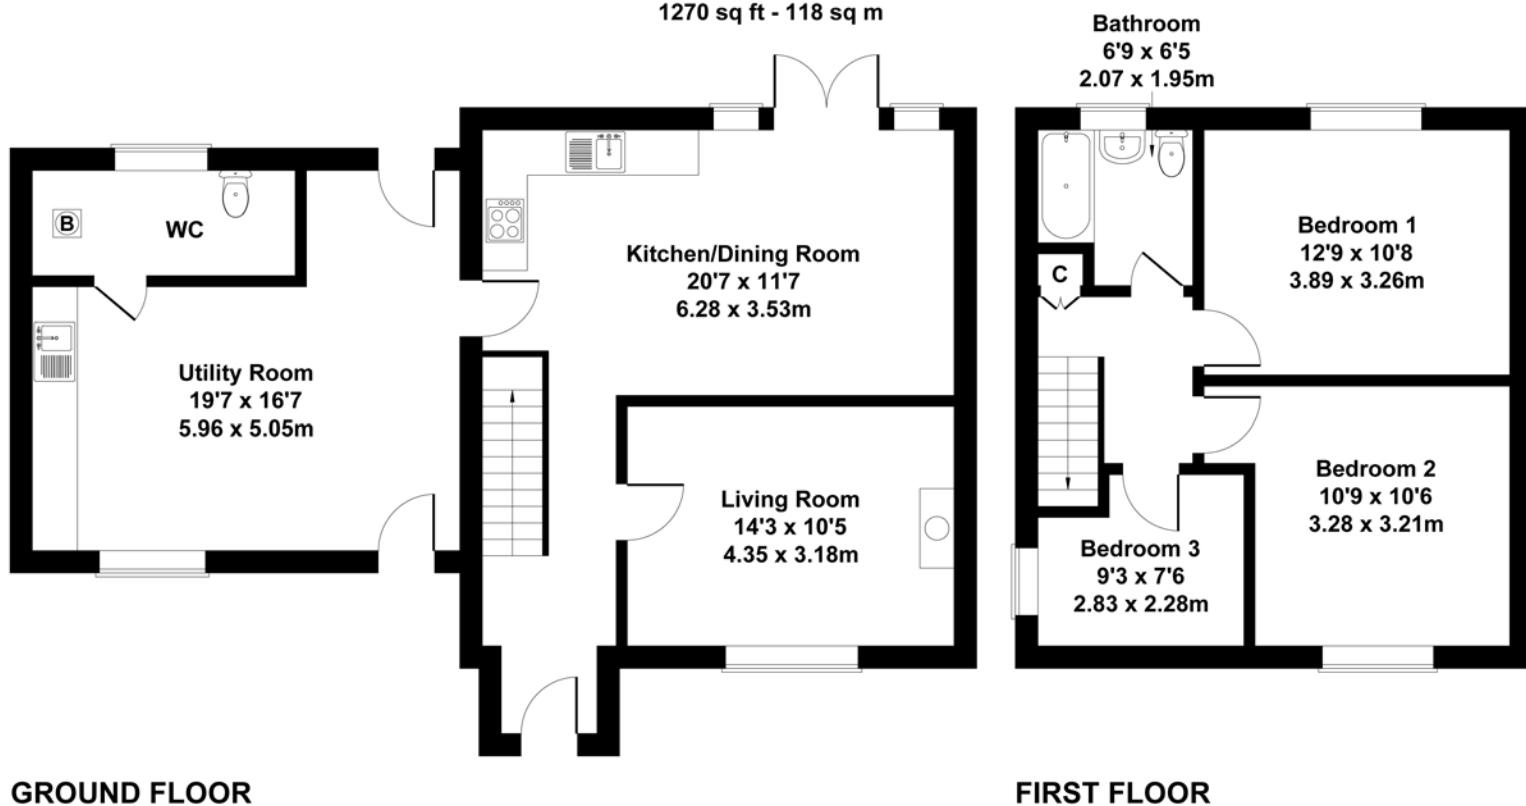 1270 sq ft - 118 sq m
B
WC
Utility Room
19'7 x 16'7
5.96 x 5.05m
Kitchen/Dining Room
20'7 x 11'7
6.28 x 3.53m
Living Room
14'3 x 10'5
4.35 x 3.18m
GROUND FLOOR
Bathroom
6'9 x 6'5
2.07 x 1.95m
C
Bedroom 1
12'9 x 10'8
3.89 x 3.26m
Bedroom 2
10'9 x 10'6
3.28 x 3.21m
Bedroom 3
9'3 x 7'6
2.83 x 2.28m
FIRST FLOOR